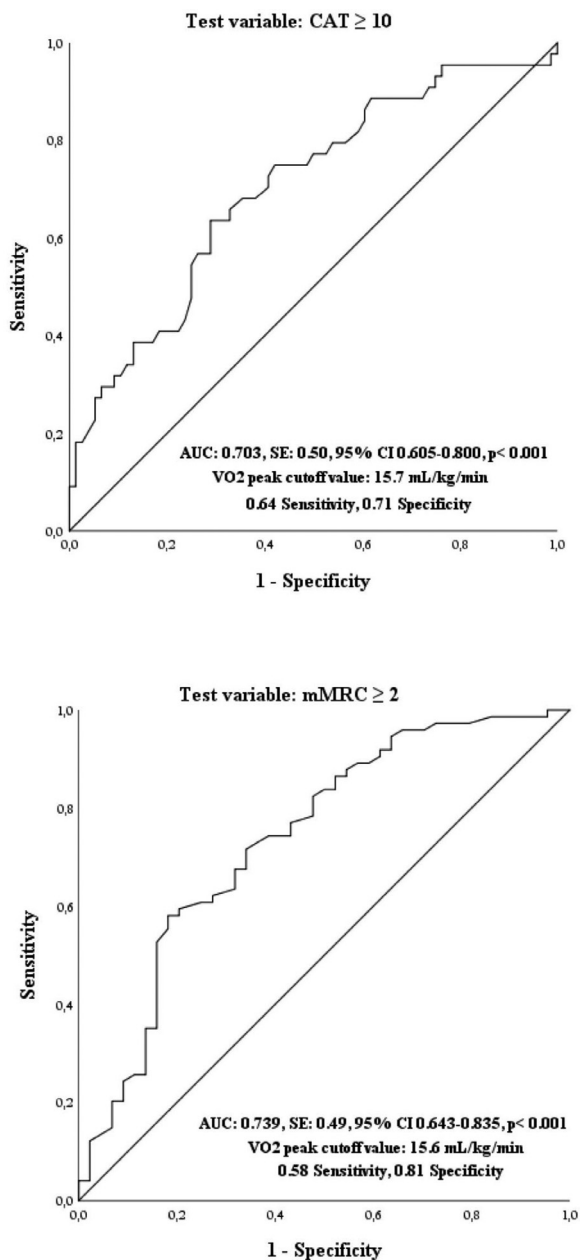 Test variable: CAT ≥ 10
1,0
0,8
0,6
0,4
0,2
0,0
Sensitivity
AUC: 0.703, SE: 0.50, 95% CI 0.605-0.800, p< 0.001
VO2 peak cutoff value: 15.7 mL/kg/min
0.64 Sensitivity, 0.71 Specificity
0,0 0,2 0,4 0,6 0,8 1,0
1 - Specificity
Test variable: mMRC ≥ 2
1,0
0,8
0,6
0,4
0,2
0,0
Sensitivity
AUC: 0.739, SE: 0.49, 95% CI 0.643-0.835, p< 0.001
VO2 peak cutoff value: 15.6 mL/kg/min
0.58 Sensitivity, 0.81 Specificity
0,0 0,2 0,4 0,6 0,8 1,0
1 - Specificity